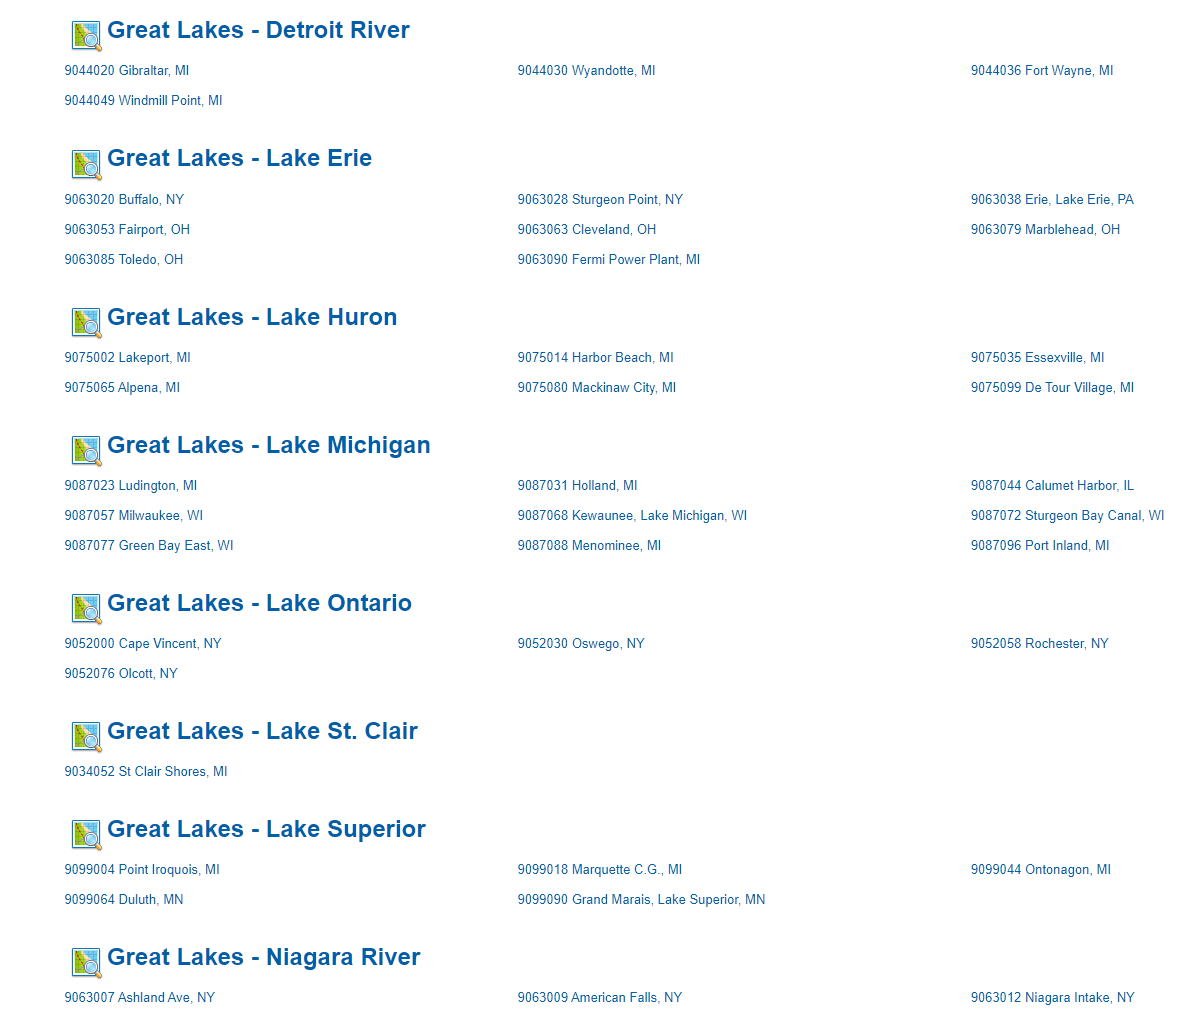 Great Lakes - Detroit River
9044020 Gibraltar, MI 9044030 Wyandotte, MI 9044036 Fort Wayne, MI
9044049 Windmill Point, MI
Great Lakes - Lake Erie
9063020 Buffalo, NY 9063028 Sturgeon Point, NY 9063038 Erie, Lake Erie, PA
9063053 Fairport, OH 9063063 Cleveland, OH 9063079 Marblehead, OH
9063085 Toledo, OH 9063090 Fermi Power Plant, MI
Great Lakes - Lake Huron
9075002 Lakeport, MI 9075014 Harbor Beach, MI 9075035 Essexville, MI
9075065 Alpena, MI 9075080 Mackinaw City, MI 9075099 De Tour Village, MI
Great Lakes - Lake Michigan
9087023 Ludington, MI 9087031 Holland, MI 9087044 Calumet Harbor, IL
9087057 Milwaukee, WI 9087068 Kewaunee, Lake Michigan, WI 9087072 Sturgeon Bay Canal, WI
9087077 Green Bay East, WI 9087088 Menominee, MI 9087096 Port Inland, MI
Great Lakes - Lake Ontario
9052000 Cape Vincent, NY 9052030 Oswego, NY 9052058 Rochester, NY
9052076 Olcott, NY
Great Lakes - Lake St. Clair
9034052 St Clair Shores, MI
Great Lakes - Lake Superior
9099004 Point Iroquois, MI 9099018 Marquette C.G., MI 9099044 Ontonagon, MI
9099064 Duluth, MN 9099090 Grand Marais, Lake Superior, MN
Great Lakes - Niagara River
9063007 Ashland Ave, NY 9063009 American Falls, NY 9063012 Niagara Intake, NY